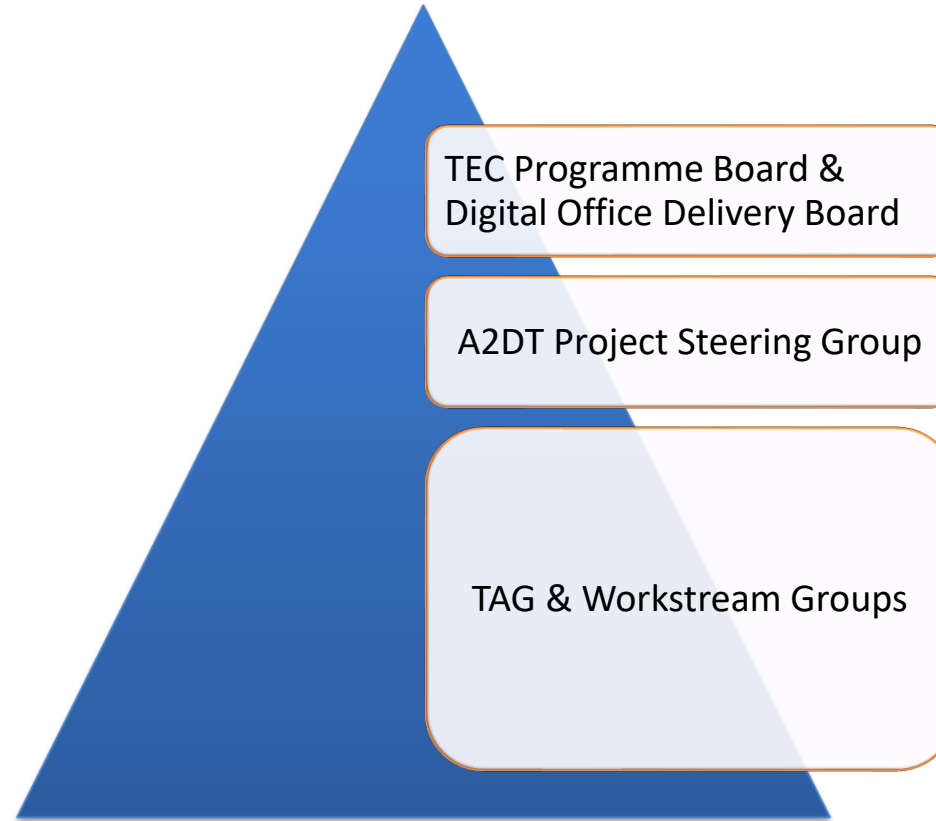 TEC Programme Board &
Digital Office Delivery Board
A2DT Project Steering Group
TAG & Workstream Groups